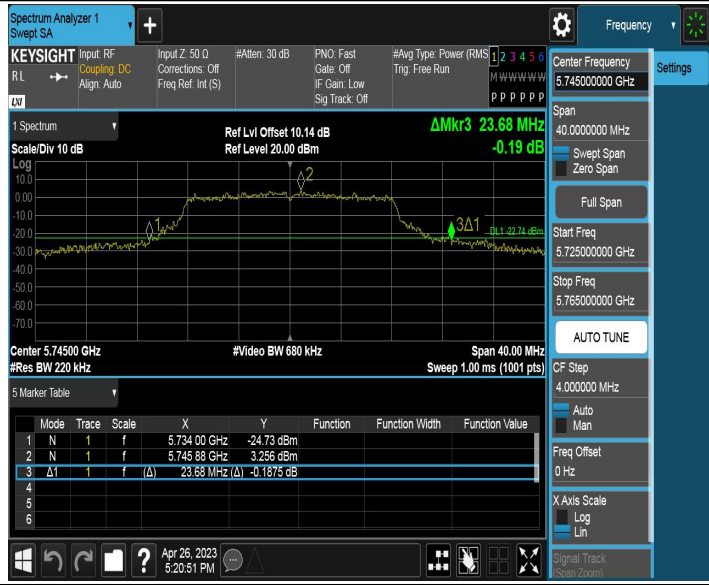 Spectrum Analyzer 1
Swept SA
Frequency
KEYSIGHT
RL
LXI
Input: RF
Coupling: DC
Align: Auto
Input Z: 50 Ω
Corrections: Off
Freq Ref: Int (S)
#Atten: 30 dB
PNO: Fast
Gate: Off
IF Gain: Low
Sig Track: Off
#Avg Type: Power (RMS
Trig: Free Run
1 2 3 4 5 6
M W W W W W
P P P P P P
Settings
1 Spectrum
Scale/Div 10 dB
Ref Lvl Offset 10.14 dB
Ref Level 20.00 dBm
ΔMkr3 23.68 MHz
-0.19 dB
Log
10.0
0.00
-10.0
-20.0
-30.0
-40.0
-50.0
-60.0
-70.0
1
2
3Δ1
DL1 -22.74 dBm
Center 5.74500 GHz
#Res BW 220 kHz
#Video BW 680 kHz
Span 40.00 MHz
Sweep 1.00 ms (1001 pts)
5 Marker Table
Mode Trace Scale X Y Function Function Width Function Value
1 N 1 f 5.734 00 GHz -24.73 dBm
2 N 1 f 5.745 88 GHz 3.256 dBm
3 Δ1 1 f (Δ) 23.68 MHz (Δ) -0.1875 dB
4
5
6
Center Frequency
5.745000000 GHz
Span
40.0000000 MHz
Swept Span
Zero Span
Full Span
Start Freq
5.725000000 GHz
Stop Freq
5.765000000 GHz
AUTO TUNE
CF Step
4.000000 MHz
Auto
Man
Freq Offset
0 Hz
X Axis Scale
Log
Lin
Signal Track
(Span Zoom)
?
Apr 26, 2023
5:20:51 PM